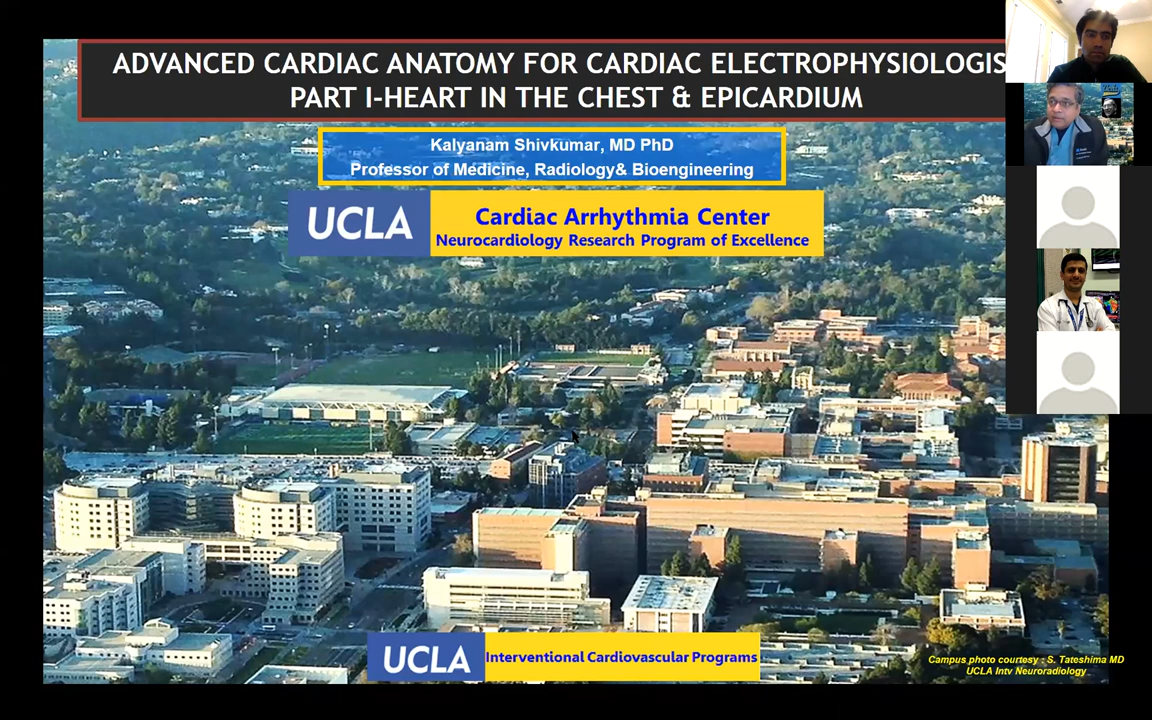 ADVANCED CARDIAC ANATOMY FOR CARDIAC ELECTROPHYSIOLOGIS
PART I-HEART IN THE CHEST & EPICARDIUM
Kalyanam Shivkumar, MD PhD
Professor of Medicine, Radiology& Bioengineering
UCLA
Cardiac Arrhythmia Center
Neurocardiology Research Program of Excellence
UCLA
Interventional Cardiovascular Programs
Campus photo courtesy : S. Tateshima MD
UCLA Intv Neuroradiology